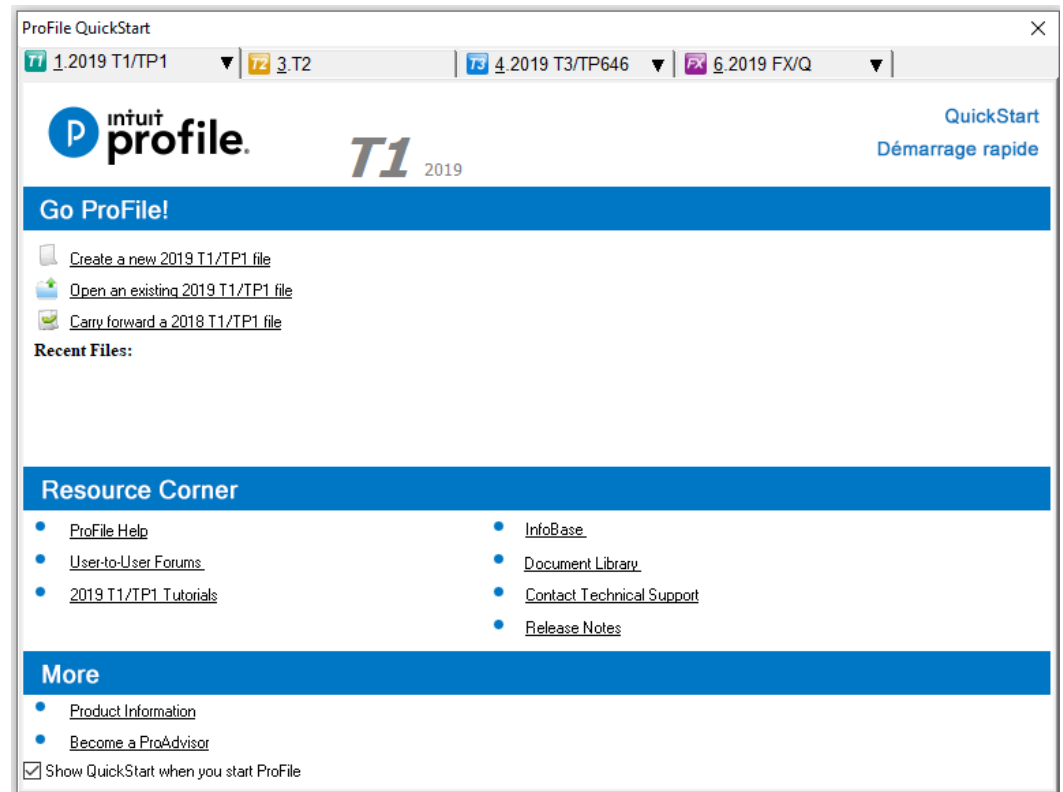 ProFile QuickStart
T1 1.2019 T1/TP1 T2 3.T2 T3 4.2019 T3/TP646 FX 6.2019 FX/Q
intuit
profile.
T1 2019
QuickStart
Démarrage rapide
Go ProFile!
Create a new 2019 T1/TP1 file
Open an existing 2019 T1/TP1 file
Carry forward a 2018 T1/TP1 file
Recent Files:
Resource Corner
ProFile Help
User-to-User Forums
2019 T1/TP1 Tutorials
InfoBase
Document Library
Contact Technical Support
Release Notes
More
Product Information
Become a ProAdvisor
Show QuickStart when you start ProFile